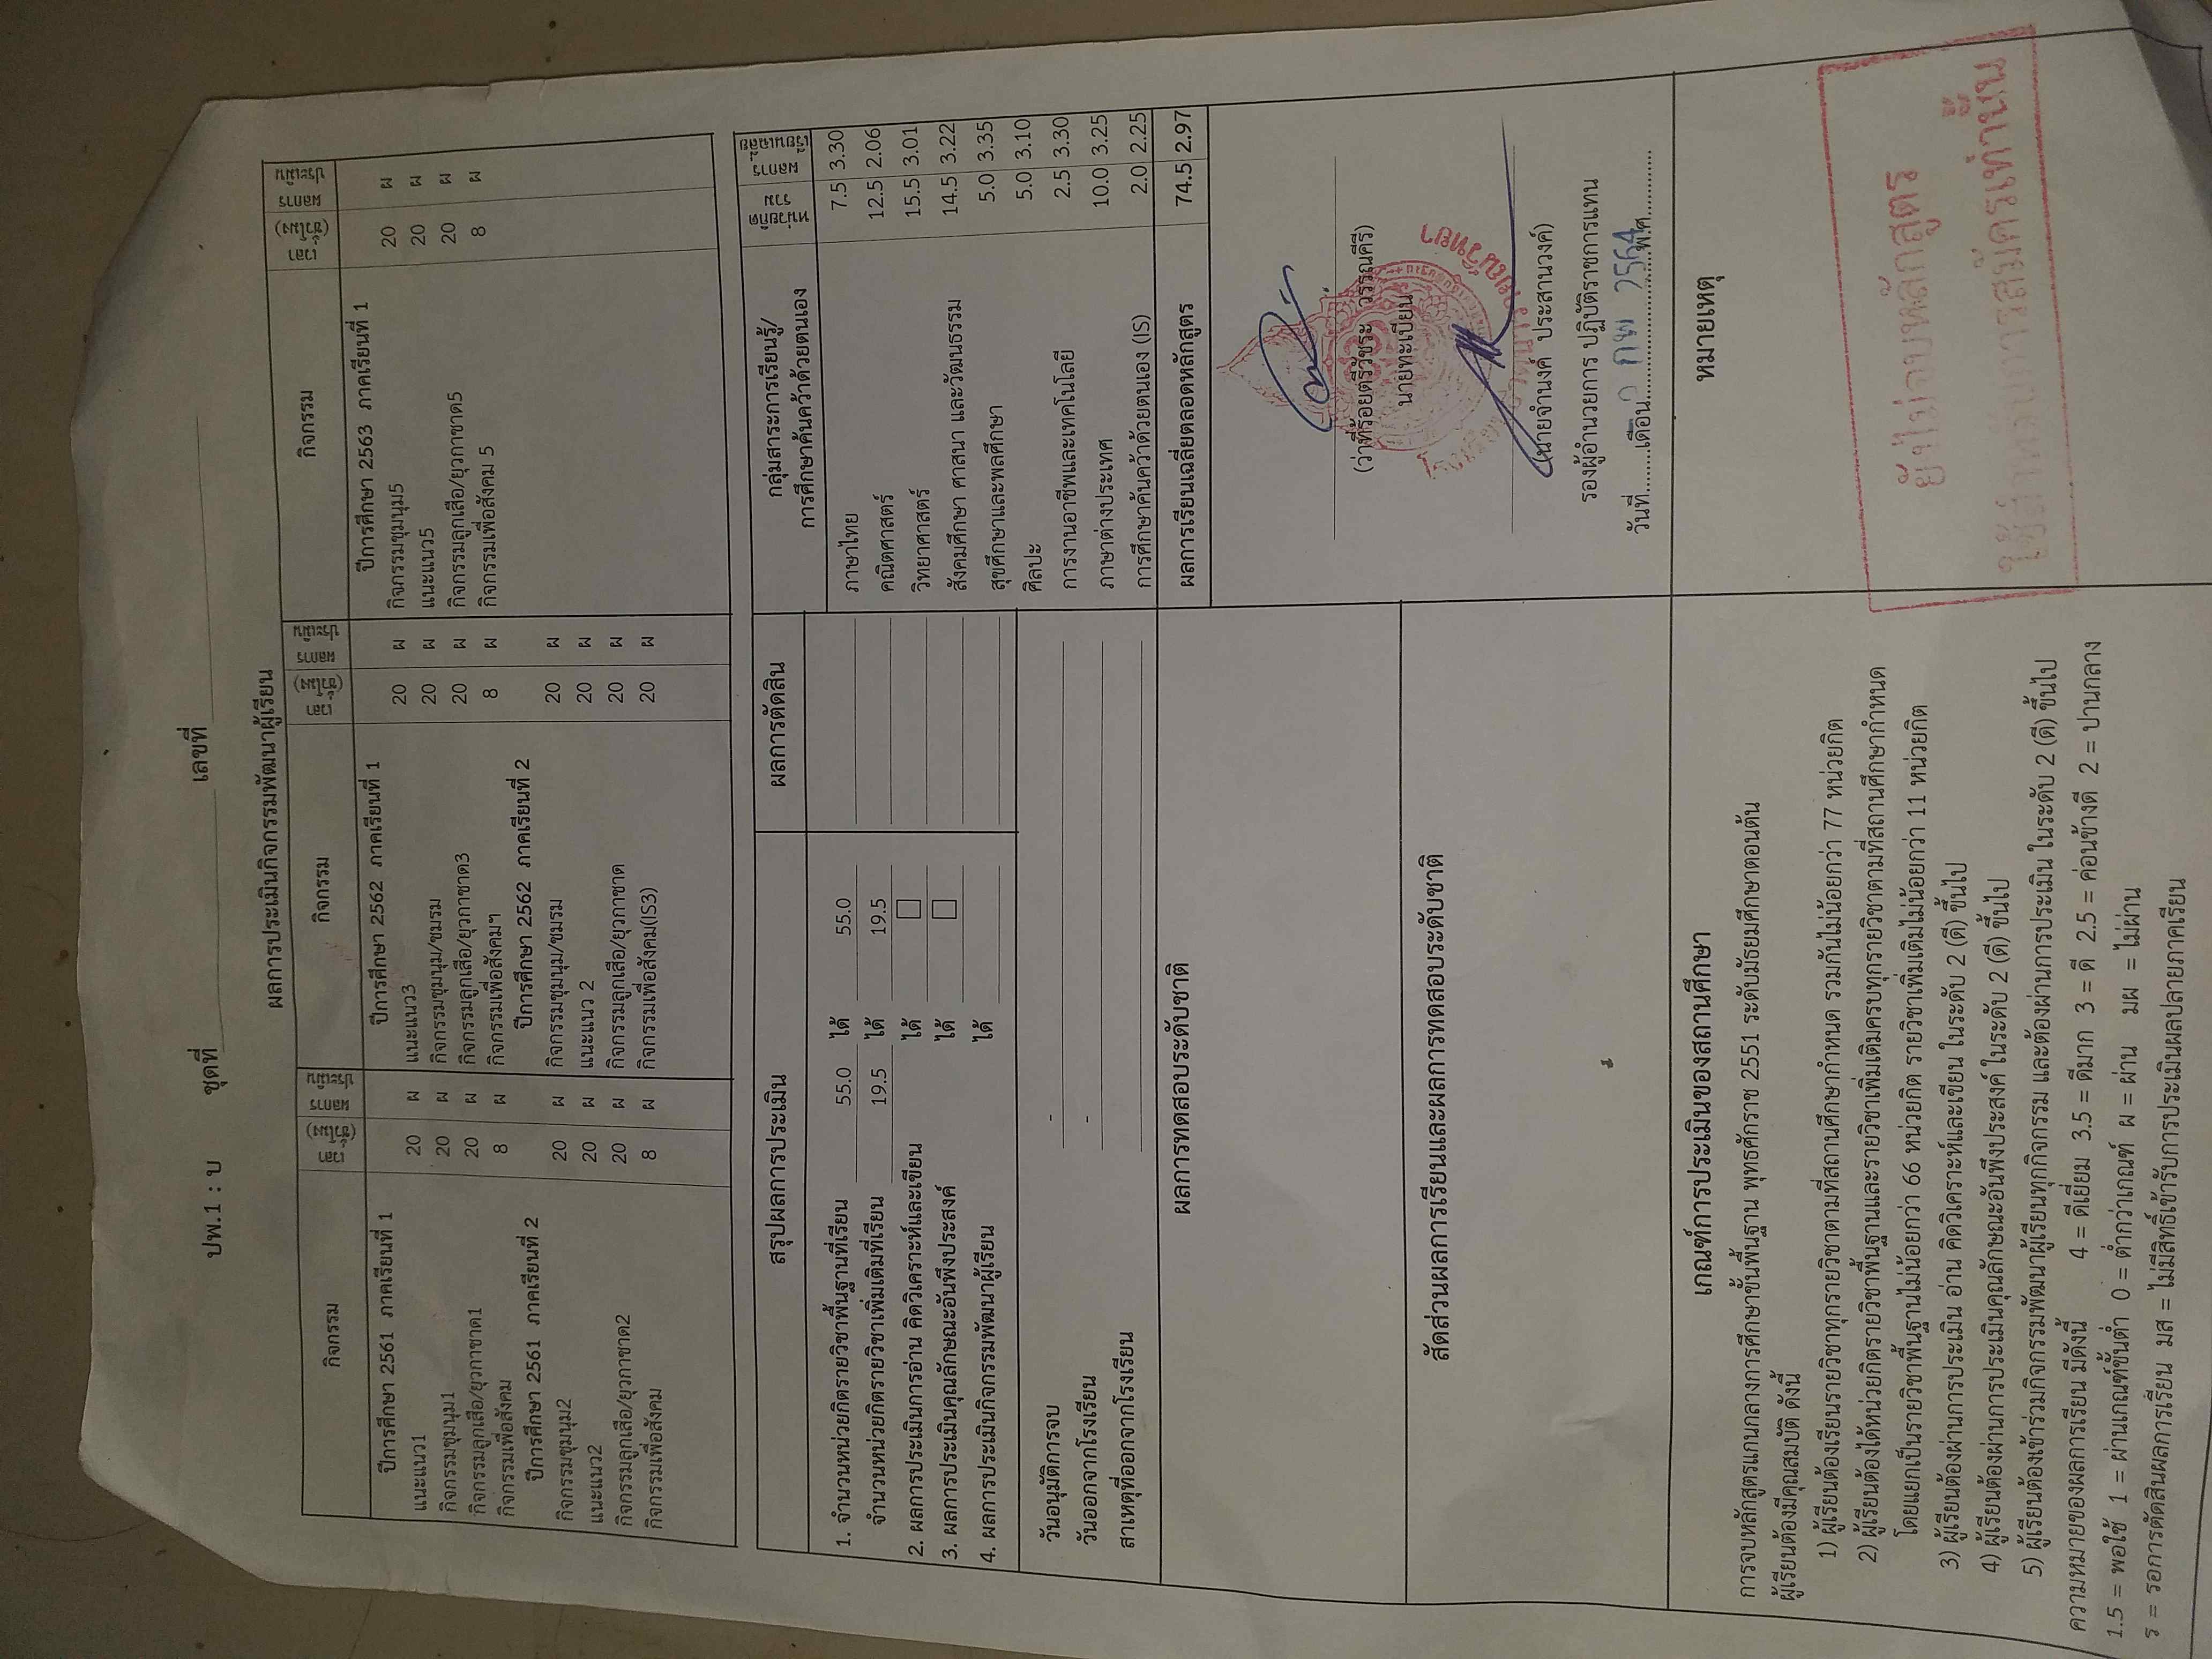 ปพ.1 : บ ชุดที่ เลขที่
ผลการประเมินกิจกรรมพัฒนาผู้เรียน
กิจกรรม เวลา (ชั่วโมง) ผลการประเมิน กิจกรรม เวลา (ชั่วโมง) ผลการประเมิน กิจกรรม เวลา (ชั่วโมง) ผลการประเมิน
ปีการศึกษา 2561 ภาคเรียนที่ 1
แนะแนว1 20 ผ
กิจกรรมชุมนุม1 20 ผ
กิจกรรมลูกเสือ/ยุวกาชาด1 20 ผ
กิจกรรมเพื่อสังคม 8 ผ
ปีการศึกษา 2561 ภาคเรียนที่ 2
กิจกรรมชุมนุม2 20 ผ
แนะแนว2 20 ผ
กิจกรรมลูกเสือ/ยุวกาชาด2 20 ผ
กิจกรรมเพื่อสังคม 8 ผ
ปีการศึกษา 2562 ภาคเรียนที่ 1
แนะแนว3 20 ผ
กิจกรรมชุมนุม/ชมรม 20 ผ
กิจกรรมลูกเสือ/ยุวกาชาด3 20 ผ
กิจกรรมเพื่อสังคมฯ 8 ผ
ปีการศึกษา 2562 ภาคเรียนที่ 2
กิจกรรมชุมนุม/ชมรม 20 ผ
แนะแนว 2 20 ผ
กิจกรรมลูกเสือ/ยุวกาชาด 20 ผ
กิจกรรมเพื่อสังคม(IS3) 20 ผ
ปีการศึกษา 2563 ภาคเรียนที่ 1
กิจกรรมชุมนุม5 20 ผ
แนะแนว5 20 ผ
กิจกรรมลูกเสือ/ยุวกาชาด5 20 ผ
กิจกรรมเพื่อสังคม 5 8 ผ
สรุปผลการประเมิน ผลการตัดสิน
1. จำนวนหน่วยกิตรายวิชาพื้นฐานที่เรียน 55.0 ได้ 55.0
จำนวนหน่วยกิตรายวิชาเพิ่มเติมที่เรียน 19.5 ได้ 19.5
2. ผลการประเมินการอ่าน คิดวิเคราะห์และเขียน ได้
3. ผลการประเมินคุณลักษณะอันพึงประสงค์ ได้
4. ผลการประเมินกิจกรรมพัฒนาผู้เรียน ได้
วันอนุมัติการจบ -
วันออกจากโรงเรียน -
สาเหตุที่ออกจากโรงเรียน
กลุ่มสาระการเรียนรู้/
การศึกษาค้นคว้าด้วยตนเอง หน่วยกิตรวม ผลการเรียนเฉลี่ย
ภาษาไทย 7.5 3.30
คณิตศาสตร์ 12.5 2.06
วิทยาศาสตร์ 15.5 3.01
สังคมศึกษา ศาสนา และวัฒนธรรม 14.5 3.22
สุขศึกษาและพลศึกษา 5.0 3.35
ศิลปะ 5.0 3.10
การงานอาชีพและเทคโนโลยี 2.5 3.30
ภาษาต่างประเทศ 10.0 3.25
การศึกษาค้นคว้าด้วยตนเอง (IS) 2.0 2.25
ผลการเรียนเฉลี่ยตลอดหลักสูตร 74.5 2.97
ผลการทดสอบระดับชาติ
สัดส่วนผลการเรียนและผลการทดสอบระดับชาติ
(ว่าที่ร้อยตรีวัชระ วรรณคีรี)
นายทะเบียน
(นายจำนงค์ ประสานวงค์)
รองผู้อำนวยการ ปฏิบัติราชการแทน
วันที่ เดือน กพ พ.ศ. 2564
เกณฑ์การประเมินของสถานศึกษา
การจบหลักสูตรแกนกลางการศึกษาขั้นพื้นฐาน พุทธศักราช 2551 ระดับมัธยมศึกษาตอนต้น
ผู้เรียนต้องมีคุณสมบัติ ดังนี้
1) ผู้เรียนต้องเรียนรายวิชาทุกรายวิชาตามที่สถานศึกษากำหนด รวมกันไม่น้อยกว่า 77 หน่วยกิต
2) ผู้เรียนต้องได้หน่วยกิตรายวิชาพื้นฐานและรายวิชาเพิ่มเติมครบทุกรายวิชาตามที่สถานศึกษากำหนด
โดยแยกเป็นรายวิชาพื้นฐานไม่น้อยกว่า 66 หน่วยกิต รายวิชาเพิ่มเติมไม่น้อยกว่า 11 หน่วยกิต
3) ผู้เรียนต้องผ่านการประเมิน อ่าน คิดวิเคราะห์และเขียน ในระดับ 2 (ดี) ขึ้นไป
4) ผู้เรียนต้องผ่านการประเมินคุณลักษณะอันพึงประสงค์ ในระดับ 2 (ดี) ขึ้นไป
5) ผู้เรียนต้องเข้าร่วมกิจกรรมพัฒนาผู้เรียนทุกกิจกรรม และต้องผ่านการประเมิน ในระดับ 2 (ดี) ขึ้นไป
ความหมายของผลการเรียน มีดังนี้ 4 = ดีเยี่ยม 3.5 = ดีมาก 3 = ดี 2.5 = ค่อนข้างดี 2 = ปานกลาง
1.5 = พอใช้ 1 = ผ่านเกณฑ์ขั้นต่ำ 0 = ต่ำกว่าเกณฑ์ ผ = ผ่าน มผ = ไม่ผ่าน
ร = รอการตัดสินผลการเรียน มส = ไม่มีสิทธิ์เข้ารับการประเมินผลปลายภาคเรียน
หมายเหตุ
ยังไม่จบหลักสูตร
ใช้สำหรับการสมัครเท่านั้น